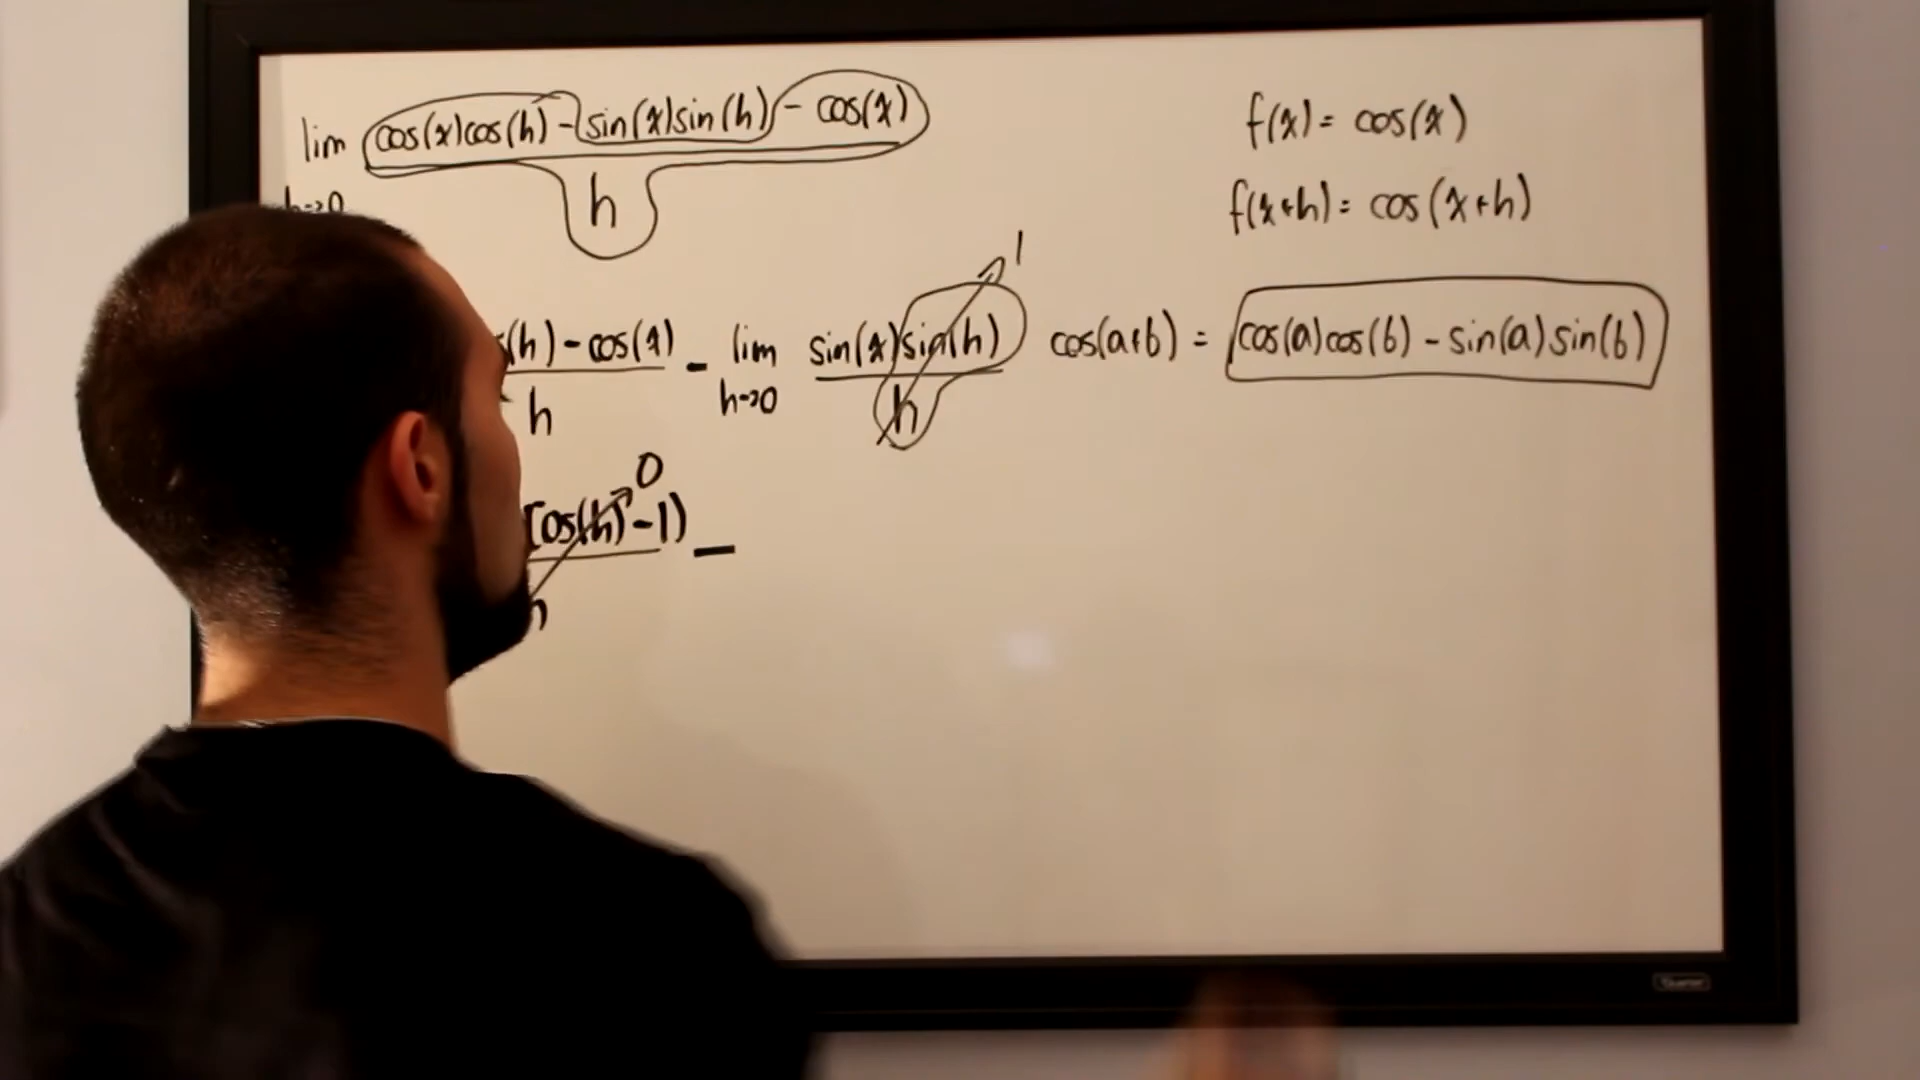 lim cos(x)cos(h) - sin(x)sin(h) - cos(x)
h→0 h
f(x) = cos(x)
f(x+h) = cos(x+h)
(h) - cos(x) - lim sin(x)sin(h) 1
h h→0 h
cos(a+b) = cos(a)cos(b) - sin(a)sin(b)
cos(h) - 1) 0 -
h